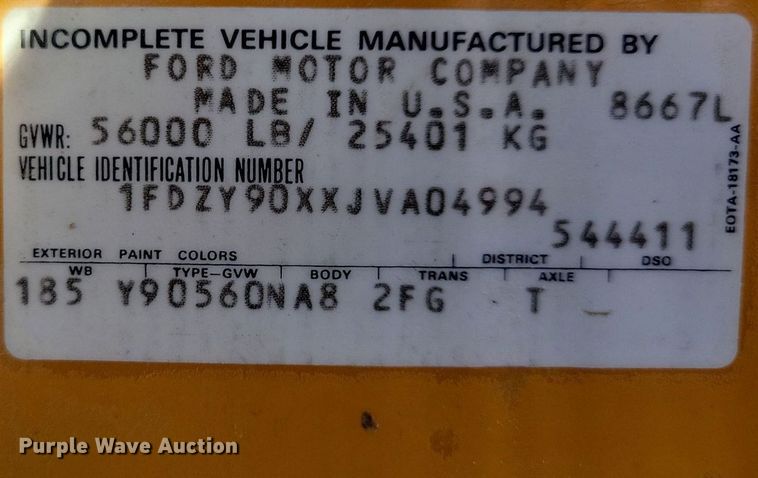 INCOMPLETE VEHICLE MANUFACTURED BY
FORD MOTOR COMPANY
MADE IN U.S.A. 8667L
GVWR: 56000 LB/ 25401 KG
VEHICLE IDENTIFICATION NUMBER
1FDZY90XXJVA04994
544411
EXTERIOR PAINT COLORS DISTRICT DSO
WB TYPE-GVW BODY TRANS AXLE
185 Y90560NA8 2FG T
EOTA-18173-AA
Purple Wave Auction